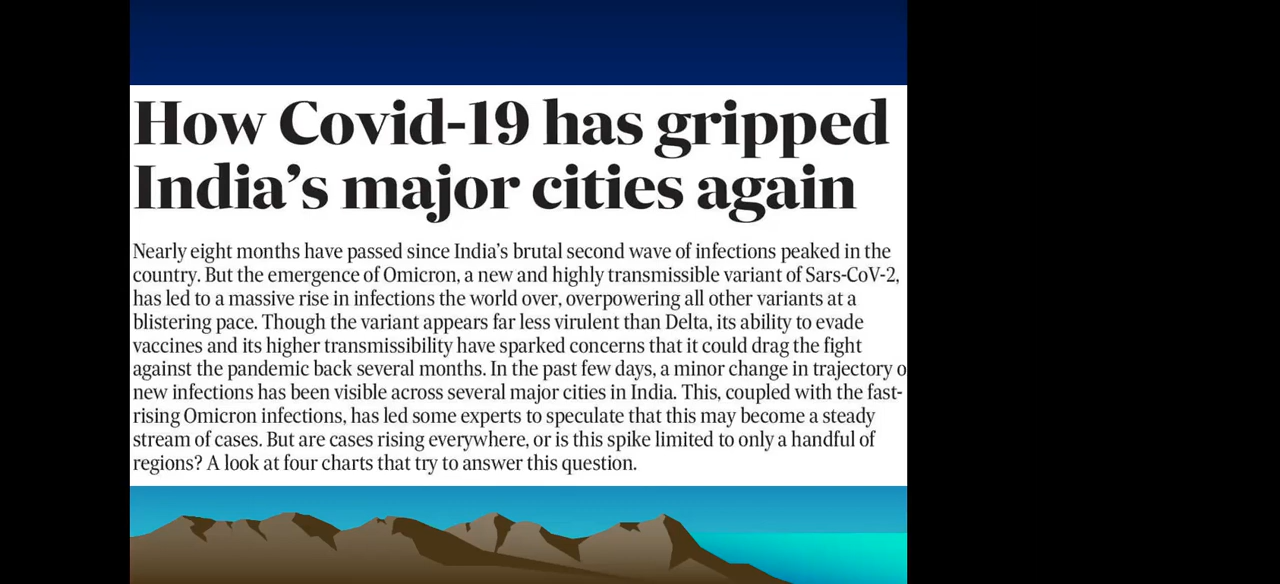 How Covid-19 has gripped
India’s major cities again
Nearly eight months have passed since India’s brutal second wave of infections peaked in the
country. But the emergence of Omicron, a new and highly transmissible variant of Sars-CoV-2,
has led to a massive rise in infections the world over, overpowering all other variants at a
blistering pace. Though the variant appears far less virulent than Delta, its ability to evade
vaccines and its higher transmissibility have sparked concerns that it could drag the fight
against the pandemic back several months. In the past few days, a minor change in trajectory o
new infections has been visible across several major cities in India. This, coupled with the fast-
rising Omicron infections, has led some experts to speculate that this may become a steady
stream of cases. But are cases rising everywhere, or is this spike limited to only a handful of
regions? A look at four charts that try to answer this question.